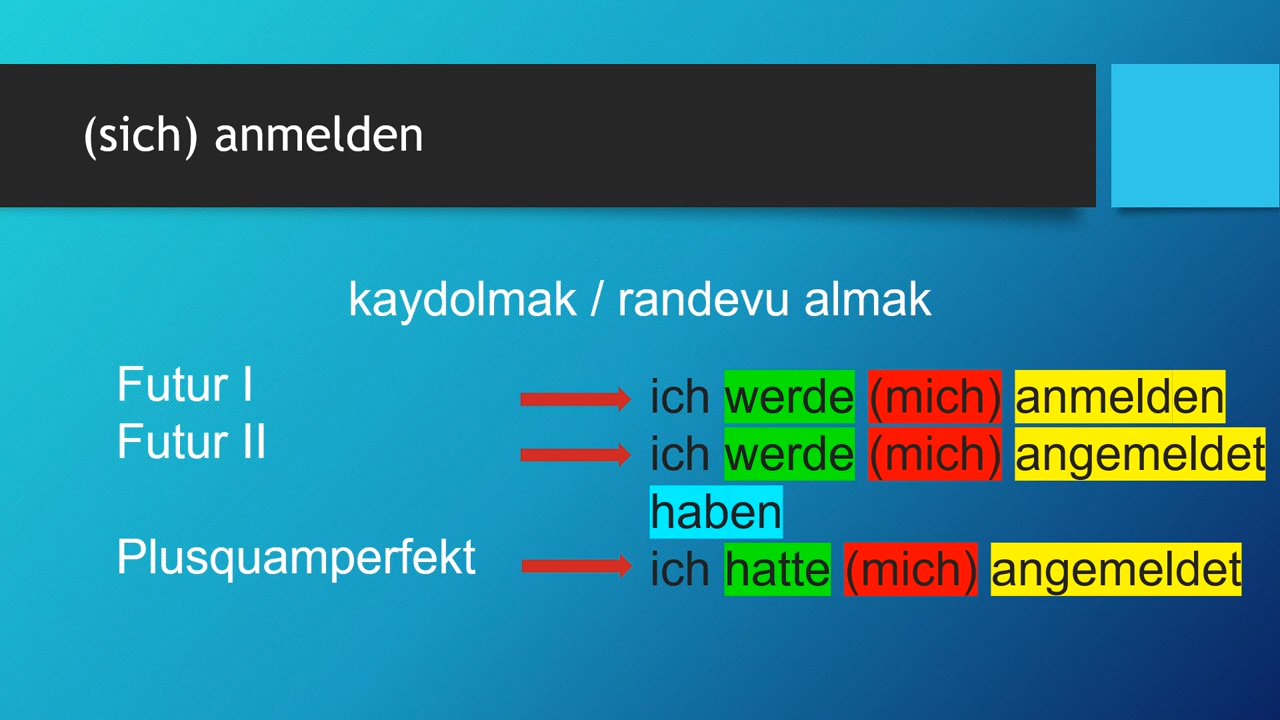 (sich) anmelden
kaydolmak / randevu almak
Futur I
ich werde (mich) anmelden
Futur II
ich werde (mich) angemeldet
haben
Plusquamperfekt
ich hatte (mich) angemeldet